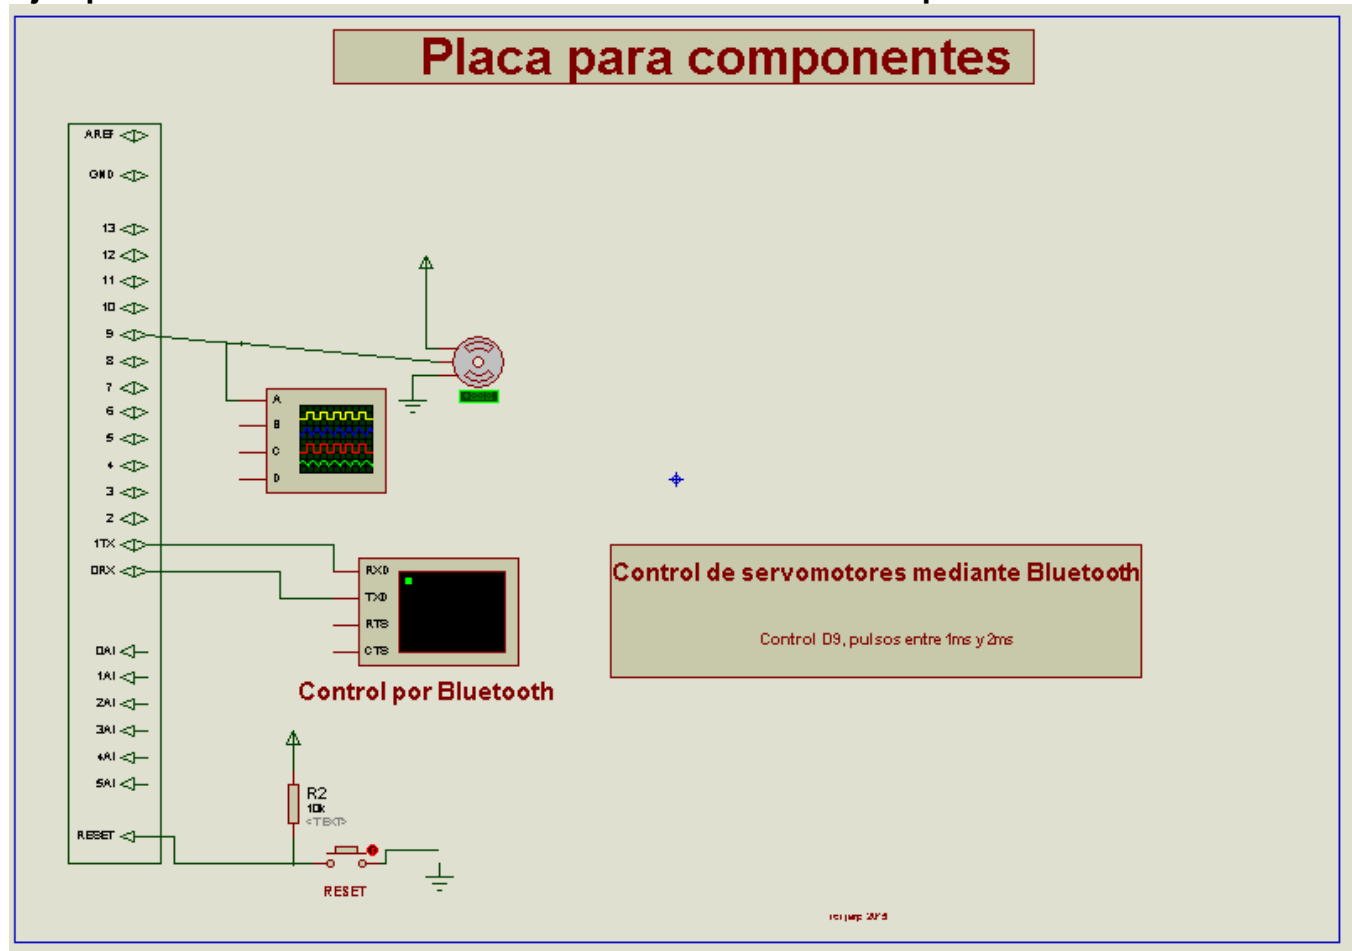 Placa para componentes
AREF
GND
13
12
11
10
9
8
7
6
5
4
3
2
1TX
0RX
0AI
1AI
2AI
3AI
4AI
5AI
RESET
A
B
C
D
RXD
TXD
RTS
CTS
Control por Bluetooth
R2
10k
<TEXT>
RESET
Control de servomotores mediante Bluetooth
Control D9, pulsos entre 1ms y 2ms